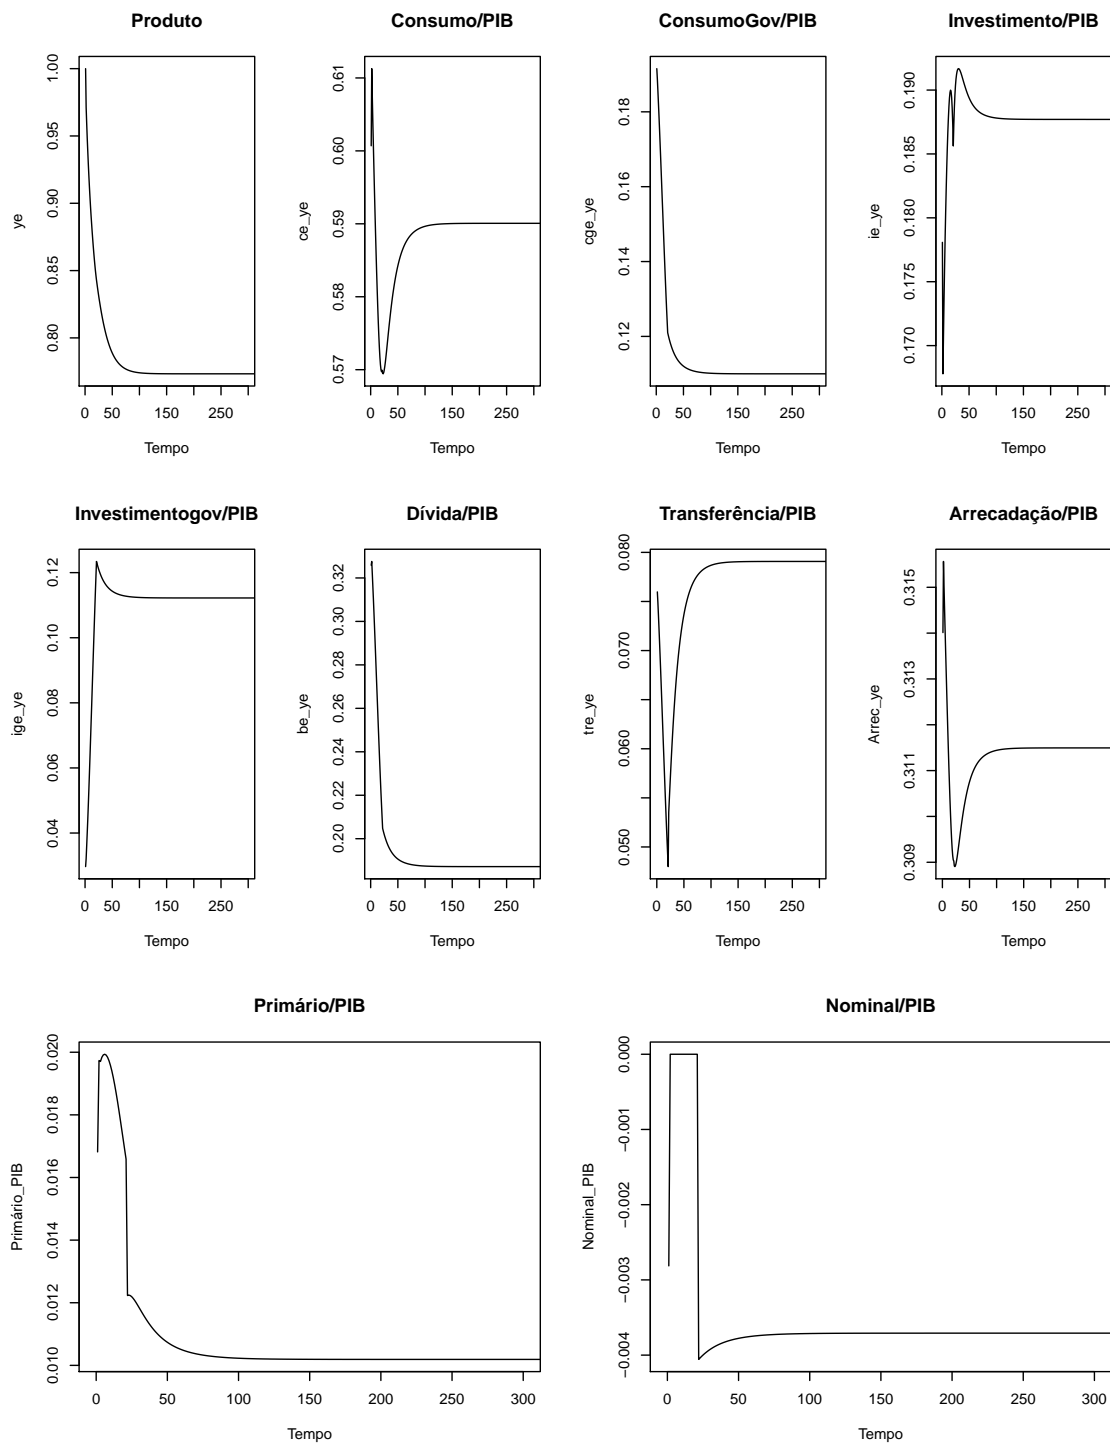 Produto
ye
1.00
0.95
0.90
0.85
0.80
0 50 150 250
Tempo
Consumo/PIB
ce_ye
0.61
0.60
0.59
0.58
0.57
0 50 150 250
Tempo
ConsumoGov/PIB
cge_ye
0.18
0.16
0.14
0.12
0 50 150 250
Tempo
Investimento/PIB
ie_ye
0.190
0.185
0.180
0.175
0.170
0 50 150 250
Tempo
Investimentogov/PIB
ige_ye
0.12
0.10
0.08
0.06
0.04
0 50 150 250
Tempo
Dívida/PIB
be_ye
0.32
0.30
0.28
0.26
0.24
0.22
0.20
0 50 150 250
Tempo
Transferência/PIB
tre_ye
0.080
0.070
0.060
0.050
0 50 150 250
Tempo
Arrecadação/PIB
Arrec_ye
0.315
0.313
0.311
0.309
0 50 150 250
Tempo
Primário/PIB
Primário_PIB
0.020
0.018
0.016
0.014
0.012
0.010
0 50 100 150 200 250 300
Tempo
Nominal/PIB
Nominal_PIB
0.000
−0.001
−0.002
−0.003
−0.004
0 50 100 150 200 250 300
Tempo